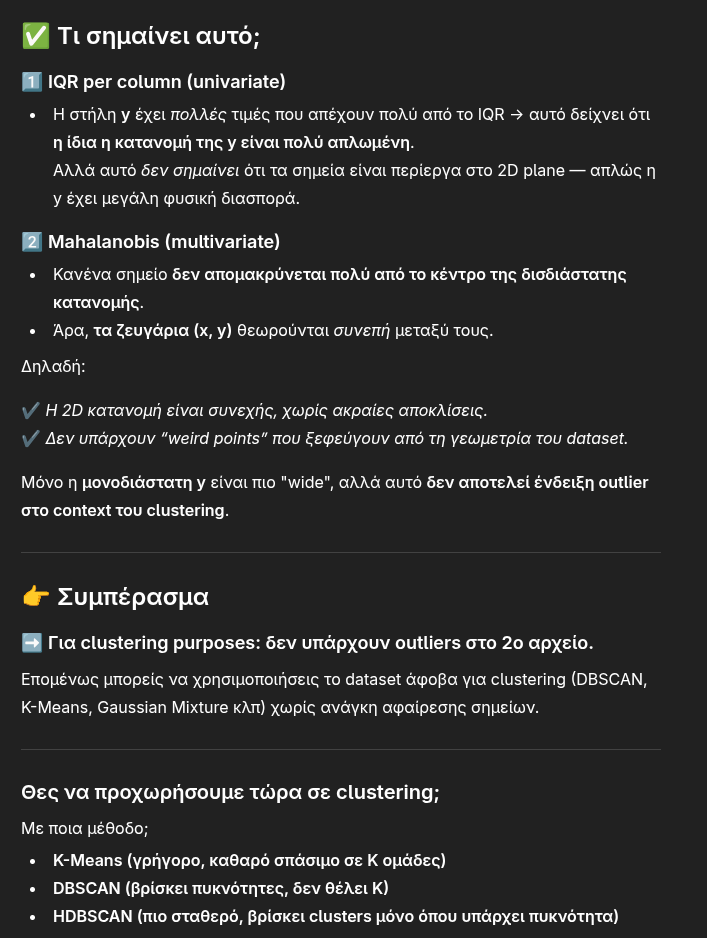 ✅ Τι σημαίνει αυτό;
1️⃣ IQR per column (univariate)
• Η στήλη y έχει πολλές τιμές που απέχουν πολύ από το IQR → αυτό δείχνει ότι
η ίδια η κατανομή της y είναι πολύ απλωμένη.
Αλλά αυτό δεν σημαίνει ότι τα σημεία είναι περίεργα στο 2D plane — απλώς η
y έχει μεγάλη φυσική διασπορά.
2️⃣ Mahalanobis (multivariate)
• Κανένα σημείο δεν απομακρύνεται πολύ από το κέντρο της δισδιάστατης
κατανομής.
• Άρα, τα ζευγάρια (x, y) θεωρούνται συνεπή μεταξύ τους.
Δηλαδή:
✔ Η 2D κατανομή είναι συνεχής, χωρίς ακραίες αποκλίσεις.
✔ Δεν υπάρχουν “weird points” που ξεφεύγουν από τη γεωμετρία του dataset.
Μόνο η μονοδιάστατη y είναι πιο "wide", αλλά αυτό δεν αποτελεί ένδειξη outlier
στο context του clustering.
👉 Συμπέρασμα
➡️ Για clustering purposes: δεν υπάρχουν outliers στο 2ο αρχείο.
Επομένως μπορείς να χρησιμοποιήσεις το dataset άφοβα για clustering (DBSCAN,
K-Means, Gaussian Mixture κλπ) χωρίς ανάγκη αφαίρεσης σημείων.
Θες να προχωρήσουμε τώρα σε clustering;
Με ποια μέθοδο;
• K-Means (γρήγορο, καθαρό σπάσιμο σε K ομάδες)
• DBSCAN (βρίσκει πυκνότητες, δεν θέλει K)
• HDBSCAN (πιο σταθερό, βρίσκει clusters μόνο όπου υπάρχει πυκνότητα)